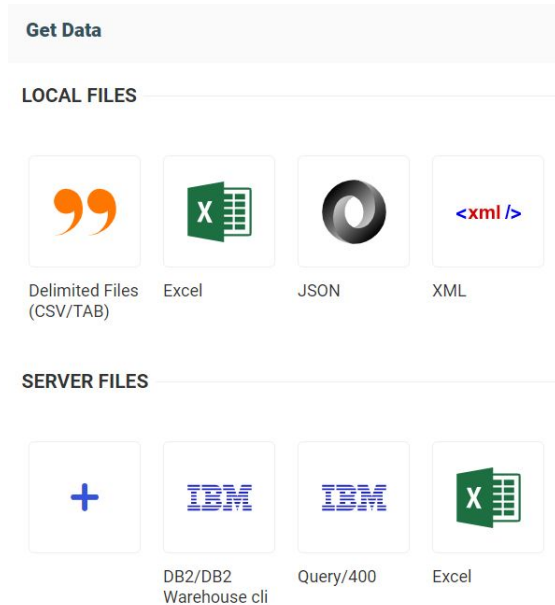 Get Data
LOCAL FILES
X
<xml />
Delimited Files
(CSV/TAB)
Excel
JSON
XML
SERVER FILES
IBM
IBM
X
DB2/DB2
Warehouse cli
Query/400
Excel